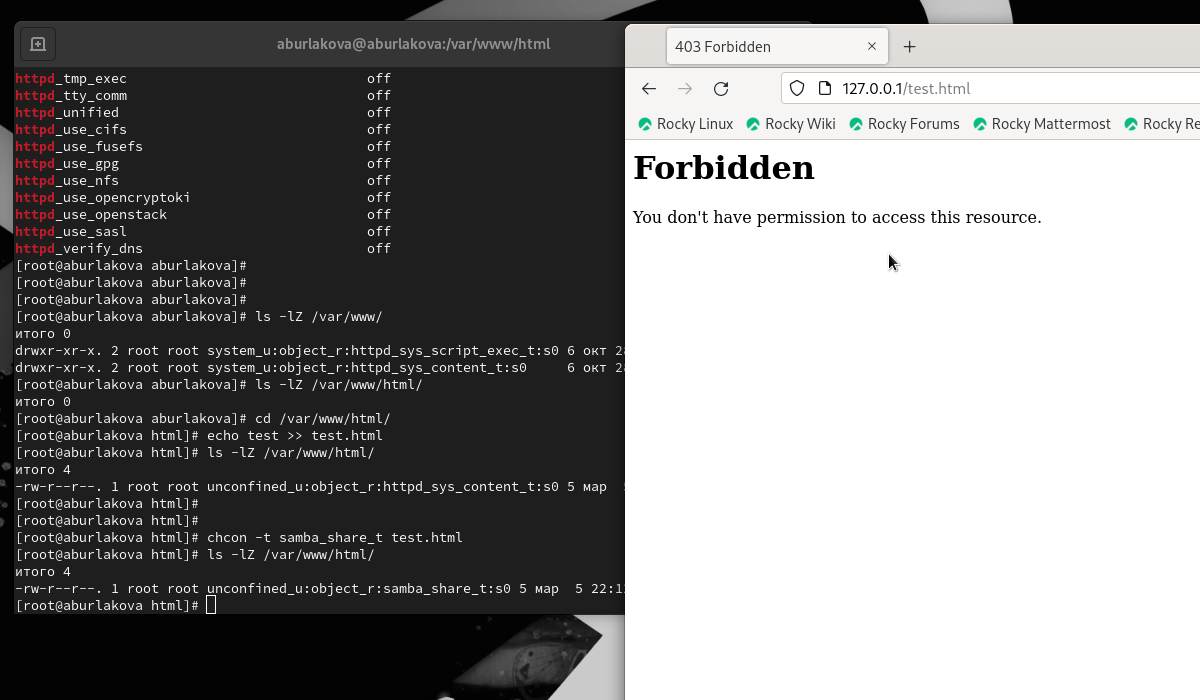 aburlakova@aburlakova:/var/www/html
httpd_tmp_exec off
httpd_tty_comm off
httpd_unified off
httpd_use_cifs off
httpd_use_fusefs off
httpd_use_gpg off
httpd_use_nfs off
httpd_use_opencryptoki off
httpd_use_openstack off
httpd_use_sasl off
httpd_verify_dns off
[root@aburlakova aburlakova]#
[root@aburlakova aburlakova]#
[root@aburlakova aburlakova]#
[root@aburlakova aburlakova]# ls -lZ /var/www/
итого 0
drwxr-xr-x. 2 root root system_u:object_r:httpd_sys_script_exec_t:s0 6 окт
drwxr-xr-x. 2 root root system_u:object_r:httpd_sys_content_t:s0 6 окт
[root@aburlakova aburlakova]# ls -lZ /var/www/html/
итого 0
[root@aburlakova aburlakova]# cd /var/www/html/
[root@aburlakova html]# echo test >> test.html
[root@aburlakova html]# ls -lZ /var/www/html/
итого 4
-rw-r--r--. 1 root root unconfined_u:object_r:httpd_sys_content_t:s0 5 мар
[root@aburlakova html]#
[root@aburlakova html]#
[root@aburlakova html]# chcon -t samba_share_t test.html
[root@aburlakova html]# ls -lZ /var/www/html/
итого 4
-rw-r--r--. 1 root root unconfined_u:object_r:samba_share_t:s0 5 мар 5 22:1
[root@aburlakova html]#
403 Forbidden
127.0.0.1/test.html
Rocky Linux Rocky Wiki Rocky Forums Rocky Mattermost Rocky Re
Forbidden
You don't have permission to access this resource.